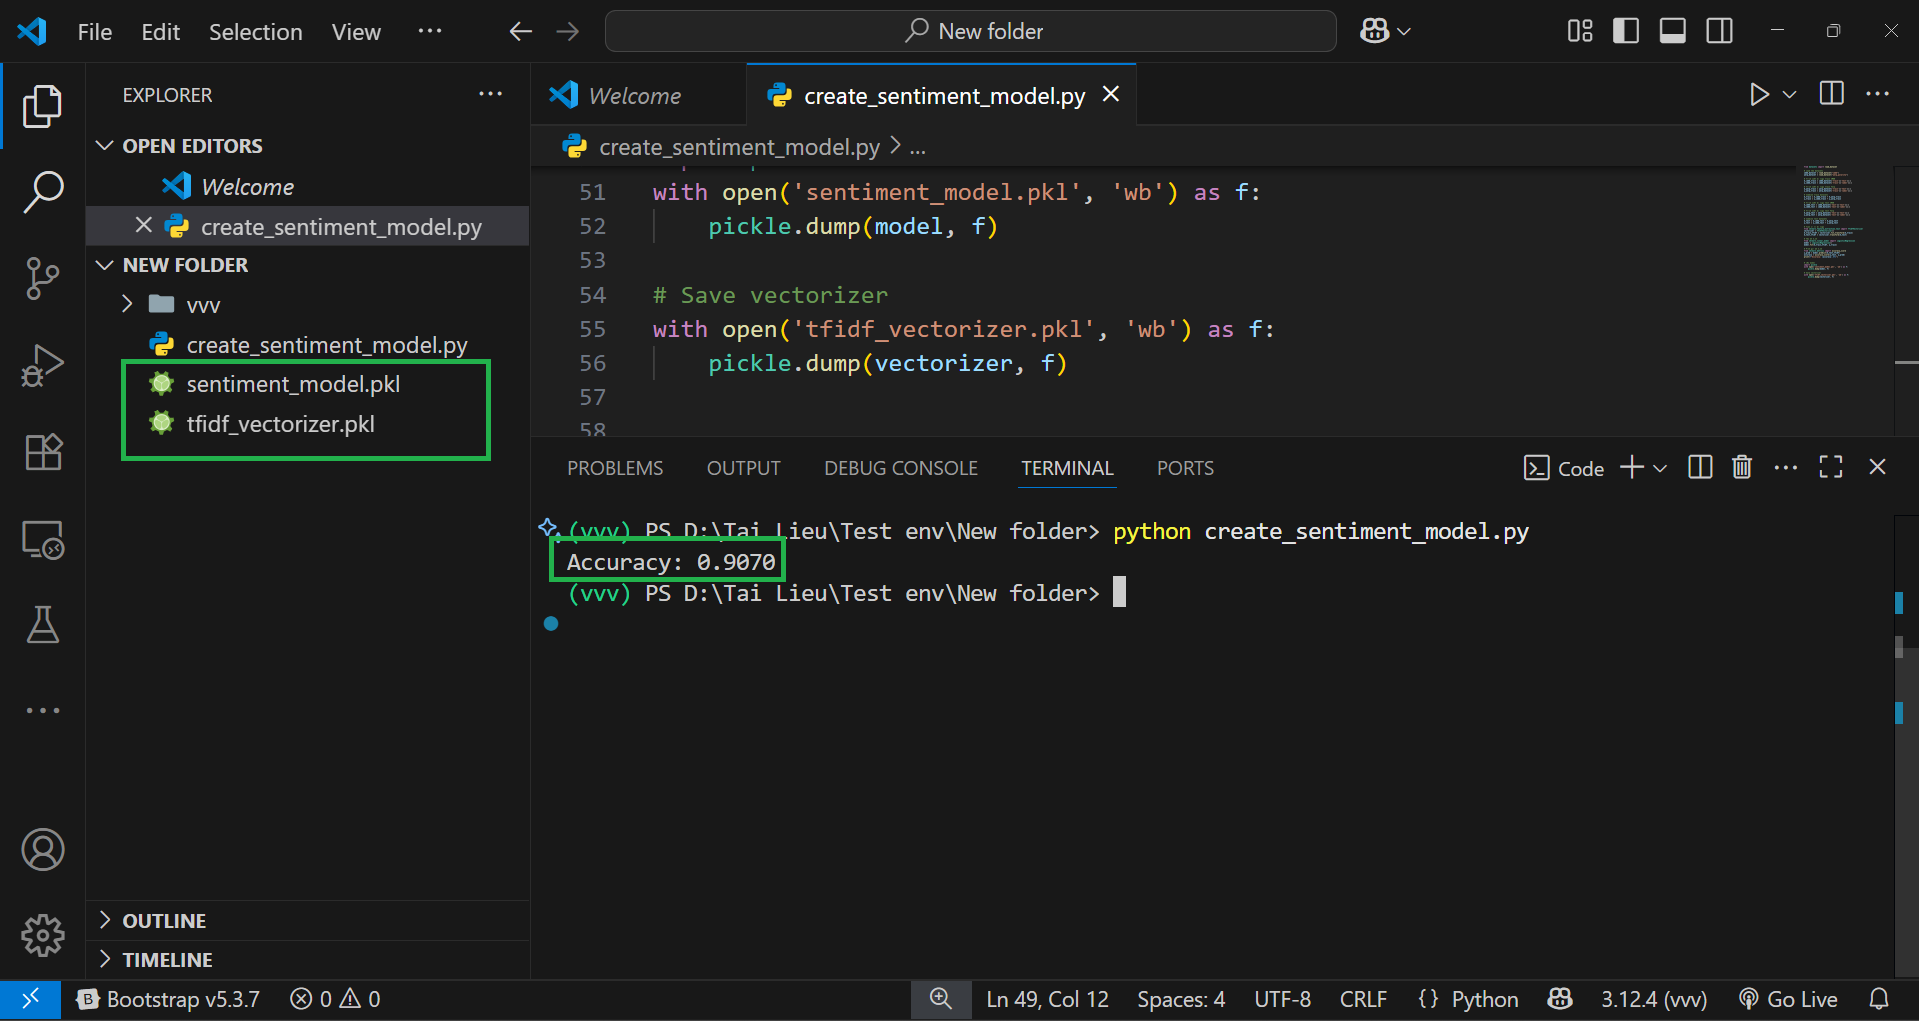 File Edit Selection View ··· New folder
EXPLORER ···
OPEN EDITORS
Welcome
create_sentiment_model.py
NEW FOLDER
vvv
create_sentiment_model.py
sentiment_model.pkl
tfidf_vectorizer.pkl
OUTLINE
TIMELINE
Welcome create_sentiment_model.py
create_sentiment_model.py > ...
51 with open('sentiment_model.pkl', 'wb') as f:
52 pickle.dump(model, f)
53
54 # Save vectorizer
55 with open('tfidf_vectorizer.pkl', 'wb') as f:
56 pickle.dump(vectorizer, f)
57
58
PROBLEMS OUTPUT DEBUG CONSOLE TERMINAL PORTS Code
(vvv) PS D:\Tai Lieu\Test env\New folder> python create_sentiment_model.py
Accuracy: 0.9070
(vvv) PS D:\Tai Lieu\Test env\New folder>
Bootstrap v5.3.7 0 0 Ln 49, Col 12 Spaces: 4 UTF-8 CRLF {} Python 3.12.4 (vvv) Go Live